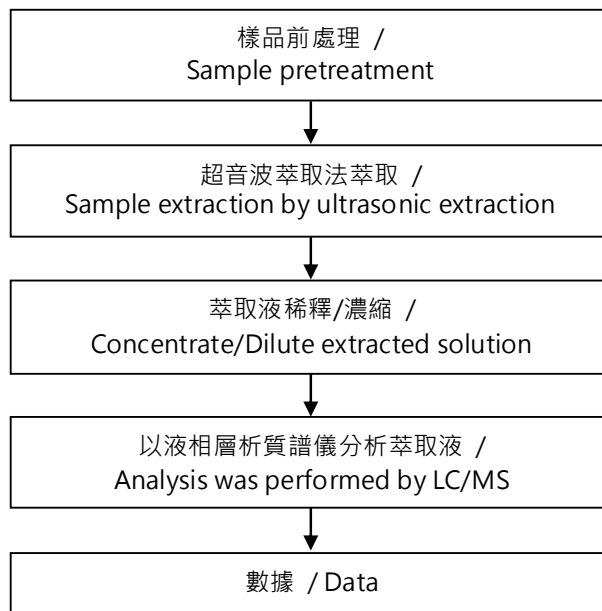 樣品前處理 /
Sample pretreatment
超音波萃取法萃取 /
Sample extraction by ultrasonic extraction
萃取液稀釋/濃縮 /
Concentrate/Dilute extracted solution
以液相層析質譜儀分析萃取液 /
Analysis was performed by LC/MS
數據 / Data